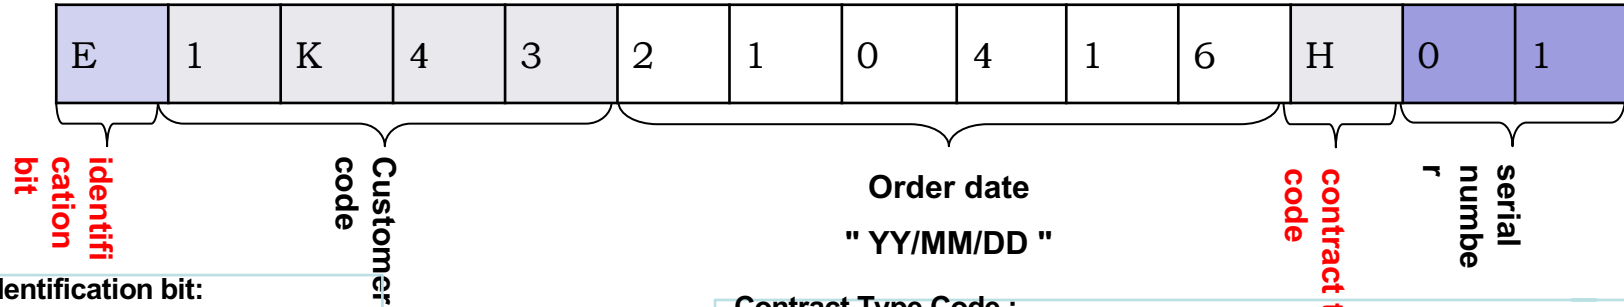 E 1 K 4 3 2 1 0 4 1 6 H 0 1
identifi
cation
bit
Customer
code
Order date
" YY/MM/DD "
contract
code
serial
numbe
r
bit:
Contract Type Code :